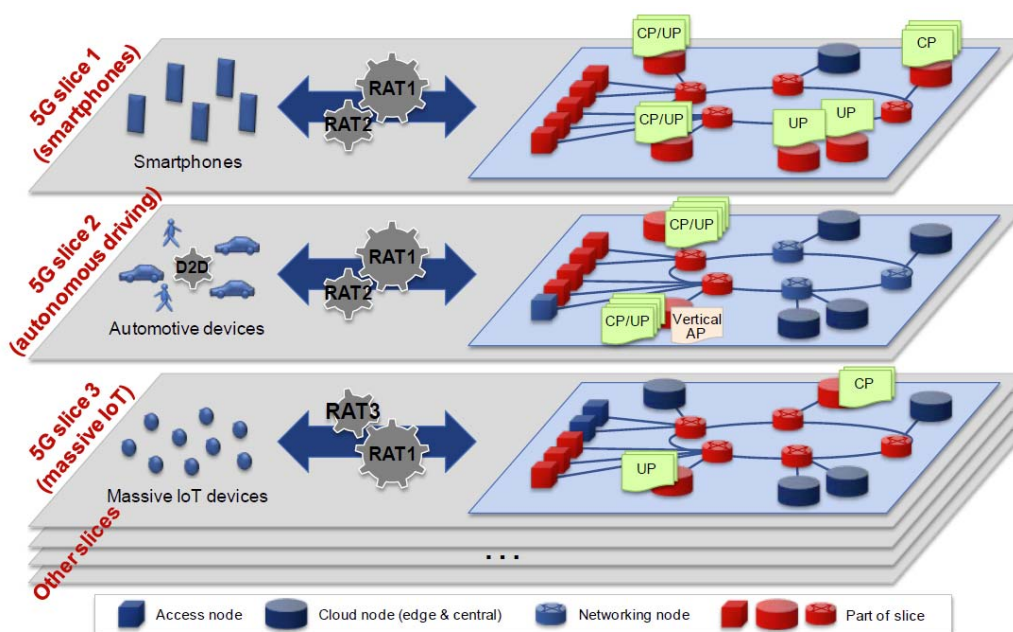 5G slice 1
(smartphones)
Smartphones
RAT1
RAT2
CP/UP
CP
CP/UP
UP
UP
5G slice 2
(autonomous driving)
D2D
Automotive devices
RAT1
RAT2
CP/UP
CP/UP
Vertical
AP
5G slice 3
(massive IoT)
Massive IoT devices
RAT3
RAT1
CP
UP
Other slices
...
Access node
Cloud node (edge & central)
Networking node
Part of slice